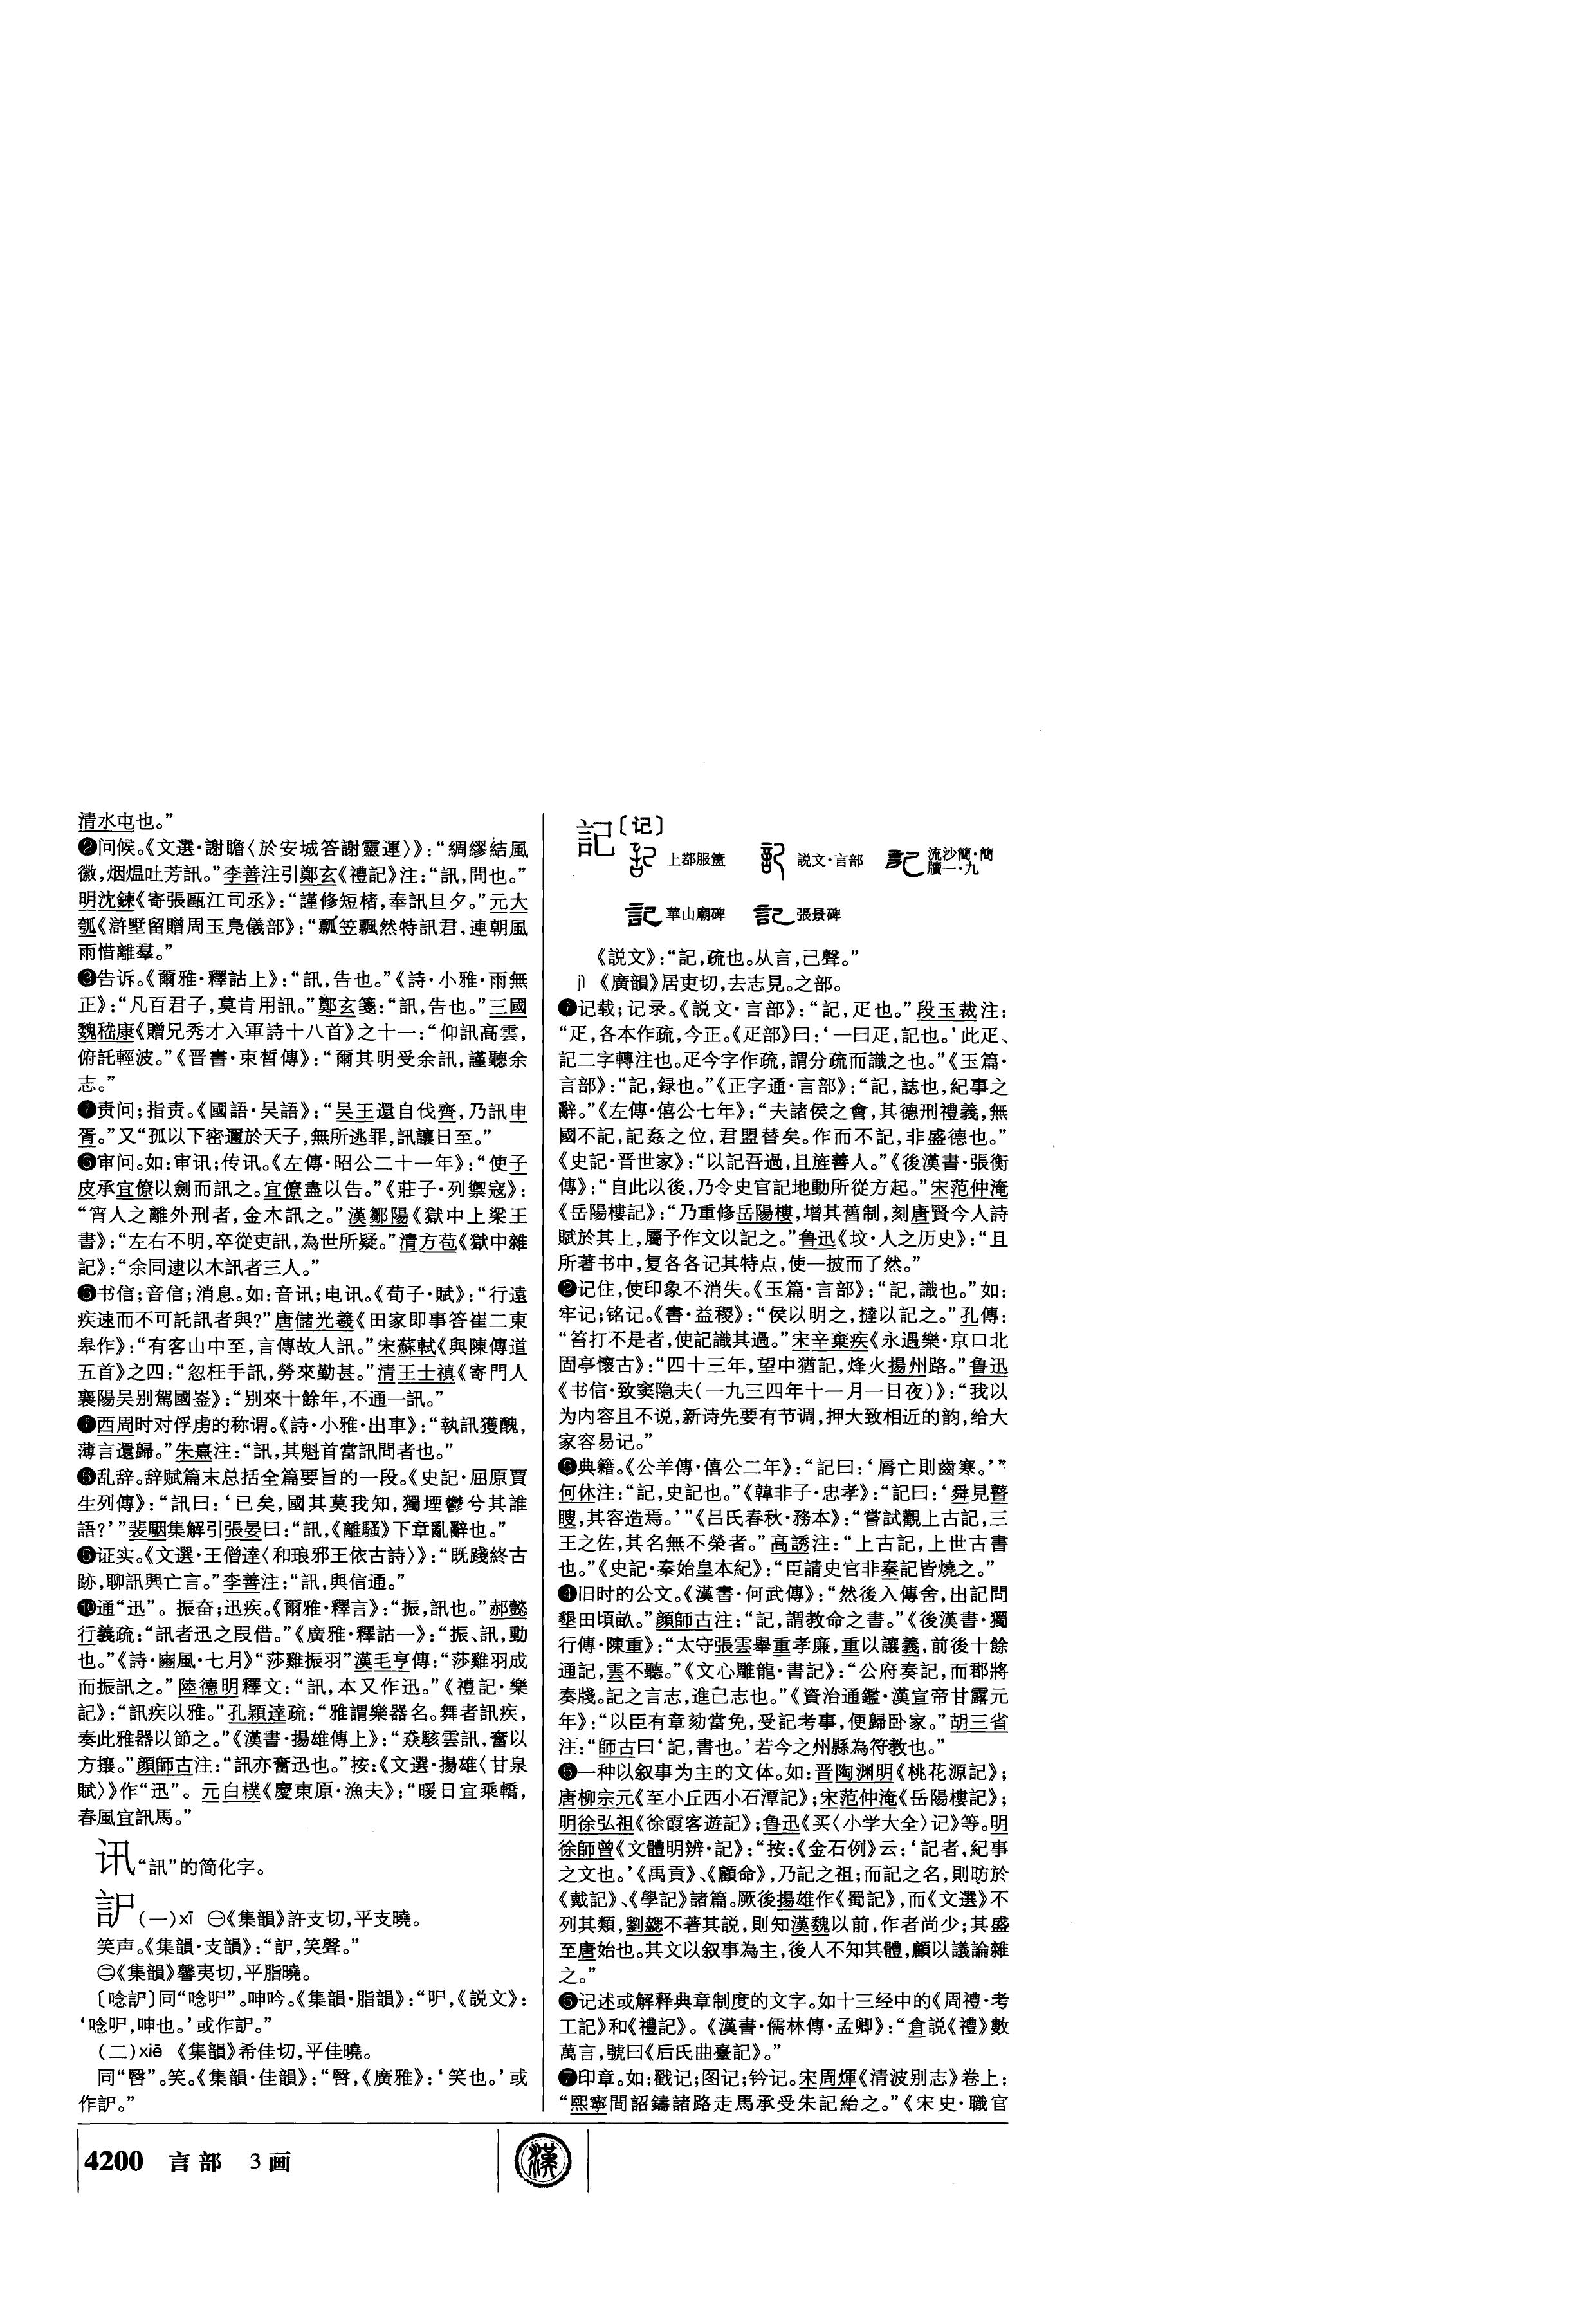 清水屯也。”
❷问候。《文選·謝瞻〈於安城答謝靈運〉》：“綢繆結風
徽，烟熅吐芳訊。”李善注引鄭玄《禮記》注：“訊，問也。”
明沈鍊《寄張甌江司丞》：“謹修短楮，奉訊旦夕。”元大
瓠《滸墅留贈周玉鳧儀部》：“瓢笠飄然特訊君，連朝風
雨惜離羣。”
❸告诉。《爾雅·釋詁上》：“訊，告也。”《詩·小雅·雨無
正》：“凡百君子，莫肯用訊。”鄭玄箋：“訊，告也。”三國
魏嵇康《贈兄秀才入軍詩十八首》之十一：“仰訊高雲，
俯託輕波。”《晋書·束晳傳》：“爾其明受余訊，謹聽余
志。”
❼责问；指责。《國語·吴語》：“吴王還自伐齊，乃訊申
胥。”又“孤以下密邇於天子，無所逃罪，訊讓日至。”
❺审问。如：审讯；传讯。《左傳·昭公二十一年》：“使子
皮承宜僚以劍而訊之。宜僚盡以告。”《莊子·列禦寇》：
“宵人之離外刑者，金木訊之。”漢鄒陽《獄中上梁王
書》：“左右不明，卒從吏訊，為世所疑。”清方苞《獄中雜
記》：“余同逮以木訊者三人。”
❺书信；音信；消息。如：音讯；电讯。《荀子·賦》：“行遠
疾速而不可託訊者與?”唐儲光羲《田家即事答崔二東
皋作》：“有客山中至，言傳故人訊。”宋蘇軾《與陳傳道
五首》之四：“忽枉手訊，勞來勤甚。”清王士禛《寄門人
襄陽吴别駕國崟》：“别來十餘年，不通一訊。”
❼西周时对俘虏的称谓。《詩·小雅·出車》：“執訊獲醜，
薄言還歸。”朱熹注：“訊，其魁首當訊問者也。”
❺乱辞。辞赋篇末总括全篇要旨的一段。《史記·屈原賈
生列傳》：“訊曰：‘已矣，國其莫我知，獨堙鬱兮其誰
語?’”裴駰集解引張晏曰：“訊，《離騷》下章亂辭也。”
❺证实。《文選·王僧達〈和琅邪王依古詩〉》：“既踐終古
跡，聊訊興亡言。”李善注：“訊，與信通。”
❿通“迅”。振奋；迅疾。《爾雅·釋言》：“振，訊也。”郝懿
行義疏：“訊者迅之叚借。”《廣雅·釋詁一》：“振、訊，動
也。”《詩·豳風·七月》“莎雞振羽”漢毛亨傳：“莎雞羽成
而振訊之。”陸德明釋文：“訊，本又作迅。”《禮記·樂
記》：“訊疾以雅。”孔穎達疏：“雅謂樂器名。舞者訊疾，
奏此雅器以節之。”《漢書·揚雄傳上》：“猋駭雲訊，奮以
方攘。”顔師古注：“訊亦奮迅也。”按：《文選·揚雄〈甘泉
賦〉》作“迅”。元白樸《慶東原·漁夫》：“暖日宜乘轎，
春風宜訊馬。”
讯“訊”的简化字。
訲(一)xī ㊀《集韻》許支切，平支曉。
笑声。《集韻·支韻》：“訲，笑聲。”
㊁《集韻》馨夷切，平脂曉。
〔唸訲〕同“唸㕧”。呻吟。《集韻·脂韻》：“㕧，《説文》：
‘唸㕧，呻也。’或作訲。”
(二)xiē 《集韻》希佳切，平佳曉。
同“䜁”。笑。《集韻·佳韻》：“䜁，《廣雅》：‘笑也。’或
作訲。”
記〔记〕
上郡服簋 説文·言部 流沙簡·簡牘一·九
華山廟碑 張景碑
《説文》：“記，疏也。从言，己聲。”
jì 《廣韻》居吏切，去志見。之部。
❶记载；记录。《説文·言部》：“記，疋也。”段玉裁注：
“疋，各本作疏，今正。《疋部》曰：‘一曰疋，記也。’此疋、
記二字轉注也。疋今字作疏，謂分疏而識之也。”《玉篇·
言部》：“記，録也。”《正字通·言部》：“記，誌也，紀事之
辭。”《左傳·僖公七年》：“夫諸侯之會，其德刑禮義，無
國不記，記姦之位，君盟替矣。作而不記，非盛德也。”
《史記·晋世家》：“以記吾過，且旌善人。”《後漢書·張衡
傳》：“自此以後，乃令史官記地動所從方起。”宋范仲淹
《岳陽樓記》：“乃重修岳陽樓，增其舊制，刻唐賢今人詩
賦於其上，屬予作文以記之。”鲁迅《坟·人之历史》：“且
所著书中，复各各记其特点，使一披而了然。”
❷记住，使印象不消失。《玉篇·言部》：“記，識也。”如：
牢记；铭记。《書·益稷》：“侯以明之，撻以記之。”孔傳：
“笞打不是者，使記識其過。”宋辛棄疾《永遇樂·京口北
固亭懷古》：“四十三年，望中猶記，烽火揚州路。”鲁迅
《书信·致窦隐夫(一九三四年十一月一日夜)》：“我以
为内容且不说，新诗先要有节调，押大致相近的韵，给大
家容易记。”
❺典籍。《公羊傳·僖公二年》：“記曰：‘脣亡則齒寒。’”
何休注：“記，史記也。”《韓非子·忠孝》：“記曰：‘舜見瞽
瞍，其容造焉。’”《吕氏春秋·務本》：“嘗試觀上古記，三
王之佐，其名無不榮者。”高誘注：“上古記，上世古書
也。”《史記·秦始皇本紀》：“臣請史官非秦記皆燒之。”
❹旧时的公文。《漢書·何武傳》：“然後入傳舍，出記問
墾田頃畝。”顔師古注：“記，謂教命之書。”《後漢書·獨
行傳·陳重》：“太守張雲舉重孝廉，重以讓義，前後十餘
通記，雲不聽。”《文心雕龍·書記》：“公府奏記，而郡將
奏牋。記之言志，進己志也。”《資治通鑑·漢宣帝甘露元
年》：“以臣有章劾當免，受記考事，便歸卧家。”胡三省
注：“師古曰‘記，書也。’若今之州縣為符教也。”
❺一种以叙事为主的文体。如：晋陶渊明《桃花源記》；
唐柳宗元《至小丘西小石潭記》；宋范仲淹《岳陽樓記》；
明徐弘祖《徐霞客遊記》；鲁迅《买〈小学大全〉记》等。明
徐師曾《文體明辨·記》：“按：《金石例》云：‘記者，紀事
之文也。’《禹貢》、《顧命》，乃記之祖；而記之名，則昉於
《戴記》、《學記》諸篇。厥後揚雄作《蜀記》，而《文選》不
列其類，劉勰不著其説，則知漢魏以前，作者尚少；其盛
至唐始也。其文以叙事為主，後人不知其體，顧以議論雜
之。”
❺记述或解释典章制度的文字。如十三经中的《周禮·考
工記》和《禮記》。《漢書·儒林傳·孟卿》：“倉説《禮》數
萬言，號曰《后氏曲臺記》。”
❼印章。如：戳记；图记；钤记。宋周煇《清波别志》卷上：
“熙寧間詔鑄諸路走馬承受朱記給之。”《宋史·職官
4200 言部 3画
漢